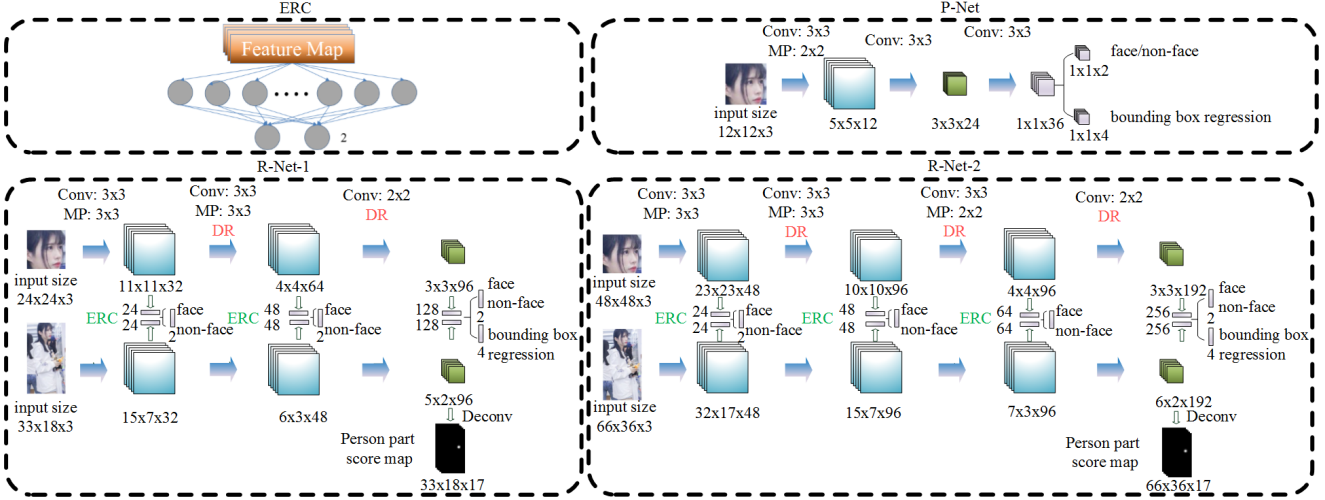 ERC
Feature Map
2
P-Net
Conv: 3x3
MP: 2x2
Conv: 3x3
Conv: 3x3
input size
12x12x3
5x5x12
3x3x24
1x1x36
face/non-face
1x1x2
bounding box regression
1x1x4
R-Net-1
Conv: 3x3
MP: 3x3
Conv: 3x3
MP: 3x3
DR
Conv: 2x2
DR
input size
24x24x3
11x11x32
4x4x64
3x3x96
ERC
24
24
face
non-face
2
ERC
48
48
face
non-face
2
128
128
face
non-face
2
bounding box
regression
4
input size
33x18x3
15x7x32
6x3x48
5x2x96
Deconv
Person part
score map
33x18x17
R-Net-2
Conv: 3x3
MP: 3x3
Conv: 3x3
MP: 3x3
DR
Conv: 3x3
MP: 2x2
DR
Conv: 2x2
DR
input size
48x48x3
23x23x48
10x10x96
4x4x96
3x3x192
ERC
24
24
face
non-face
2
ERC
48
48
face
non-face
2
ERC
64
64
face
non-face
2
256
256
face
non-face
2
bounding box
regression
4
input size
66x36x3
32x17x48
15x7x96
7x3x96
6x2x192
Deconv
Person part
score map
66x36x17